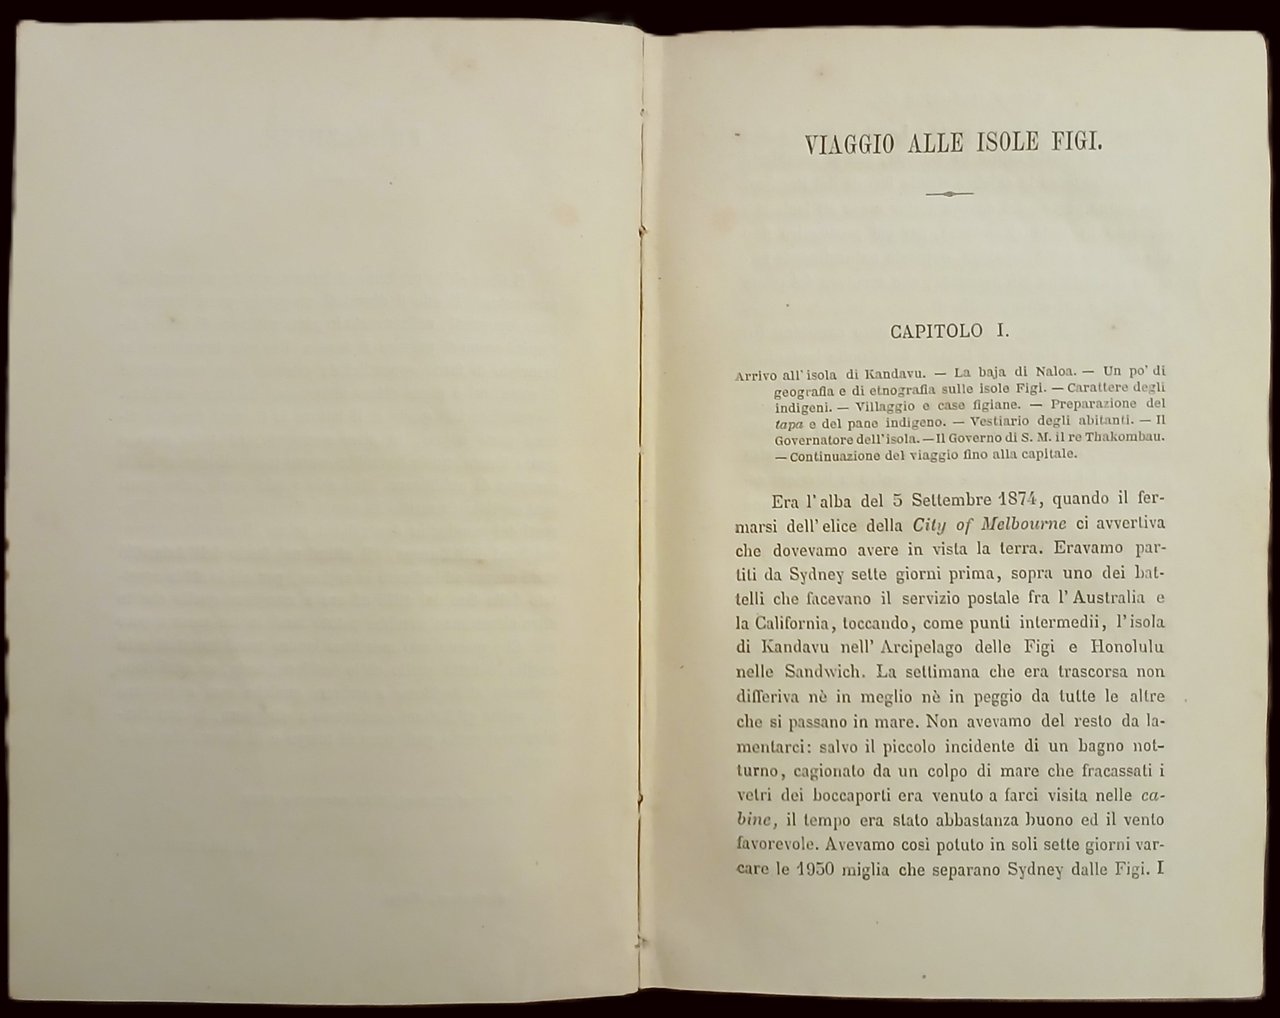 VIAGGIO ALLE ISOLE FIGI.
CAPITOLO I.
Arrivo all' isola di Kandavu. — La baja di Naloa. — Un po' di
geografia e di etnografia sulle isole Figi. — Carattere degli
indigeni. — Villaggio e case figiane. — Preparazione del
tapa e del pane indigeno. — Vestiario degli abitanti. — Il
Governatore dell'isola. — Il Governo di S. M. il re Thakombau.
— Continuazione del viaggio fino alla capitale.
Era l'alba del 5 Settembre 1874, quando il fer-
marsi dell' elice della City of Melbourne ci avvertiva
che dovevamo avere in vista la terra. Eravamo par-
titi da Sydney sette giorni prima, sopra uno dei bat-
telli che facevano il servizio postale fra l' Australia e
la California, toccando, come punti intermedii, l'isola
di Kandavu nell' Arcipelago delle Figi e Honolulu
nelle Sandwich. La settimana che era trascorsa non
differiva nè in meglio nè in peggio da tutte le altre
che si passano in mare. Non avevamo del resto da la-
mentarci: salvo il piccolo incidente di un bagno not-
turno, cagionato da un colpo di mare che fracassati i
vetri dei boccaporti era venuto a farci visita nelle ca-
bine, il tempo era stato abbastanza buono ed il vento
favorevole. Avevamo così potuto in soli sette giorni var-
care le 1950 miglia che separano Sydney dalle Figi. I